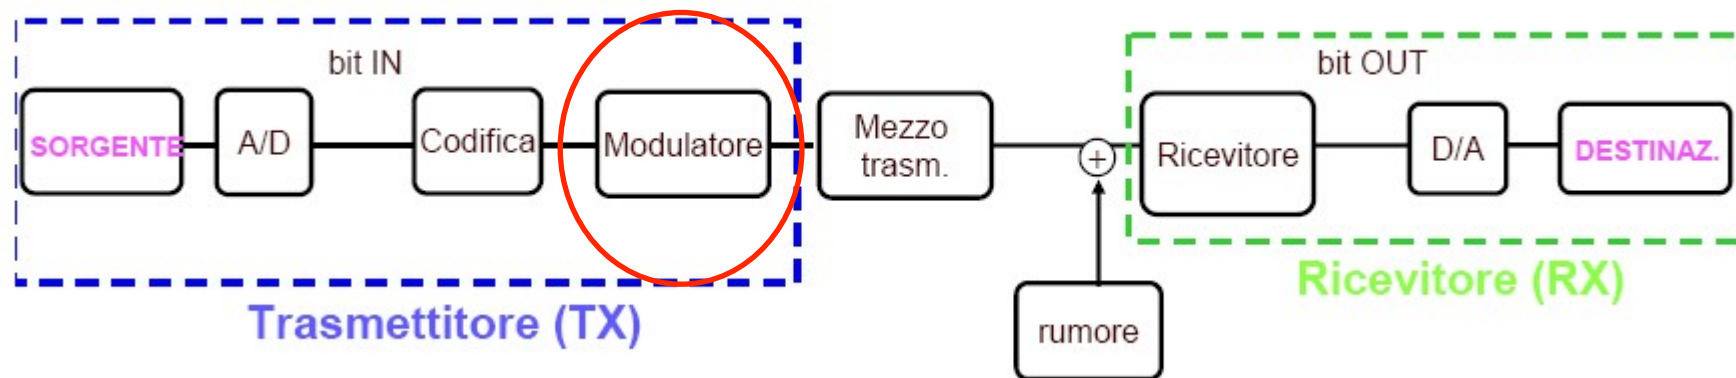 bit IN
bit OUT
SORGENTE
A/D
Codifica
Modulatore
Mezzo
trasm.
+
Ricevitore
D/A
DESTINAZ.
Trasmettitore (TX)
rumore
Ricevitore (RX)